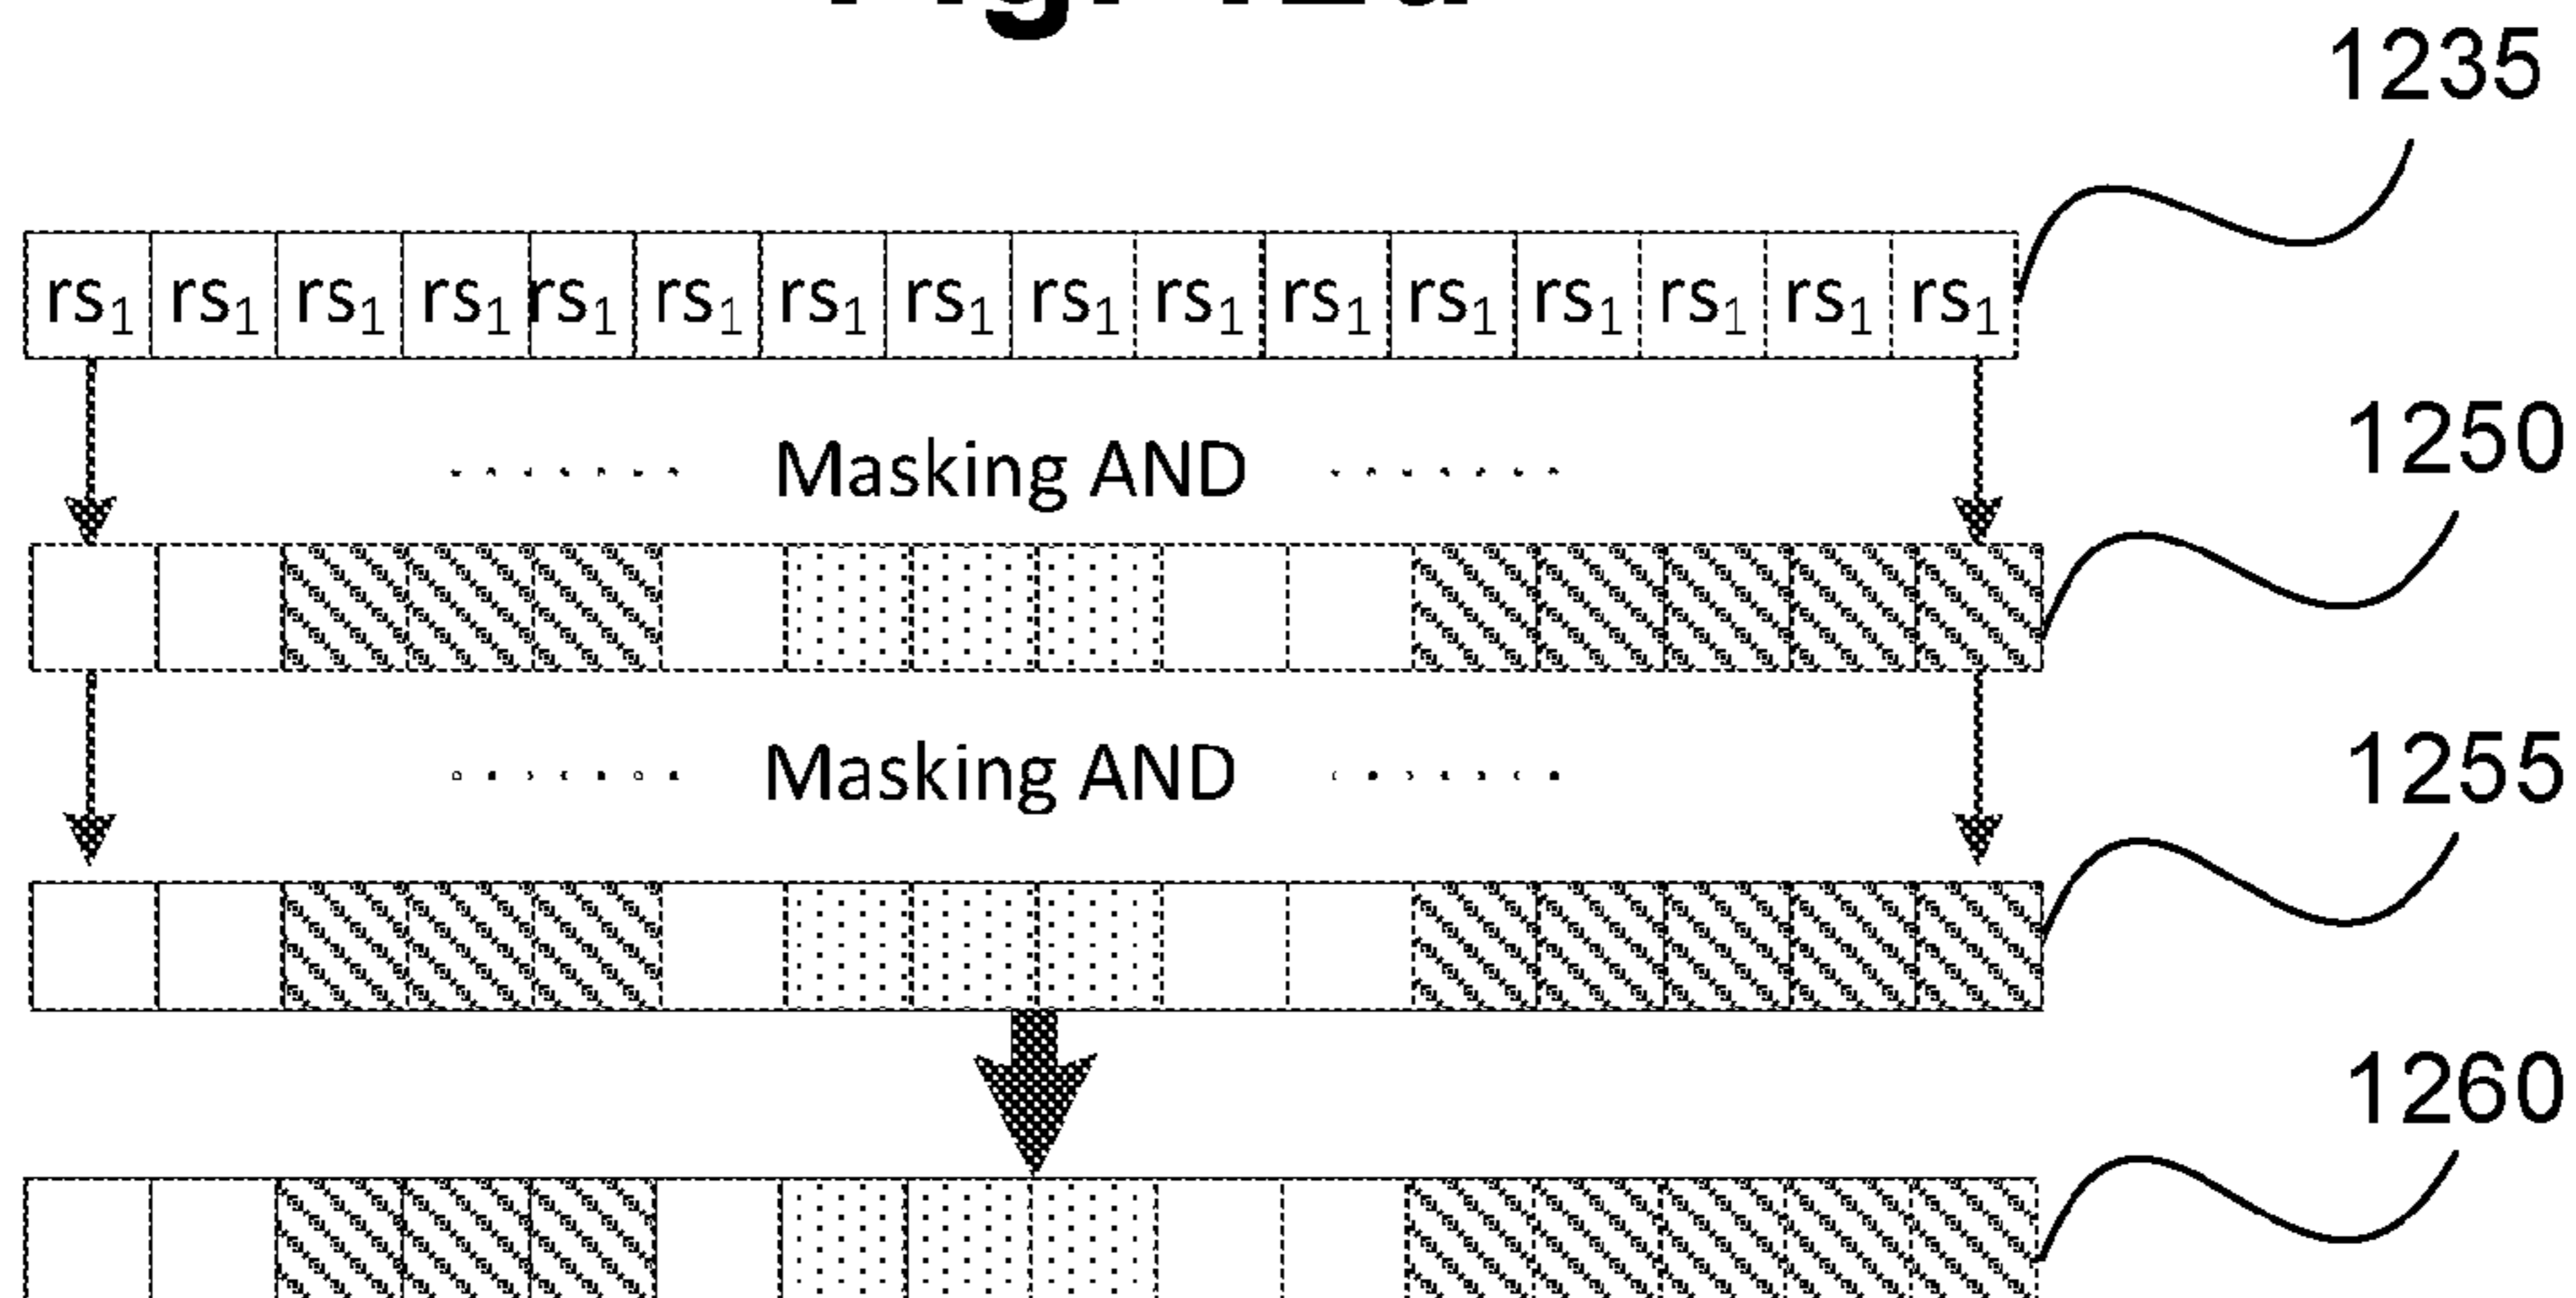 1235
rs₁ rs₁ rs₁ rs₁ rs₁ rs₁ rs₁ rs₁ rs₁ rs₁ rs₁ rs₁ rs₁ rs₁ rs₁ rs₁
1250
Masking AND
1255
Masking AND
1260